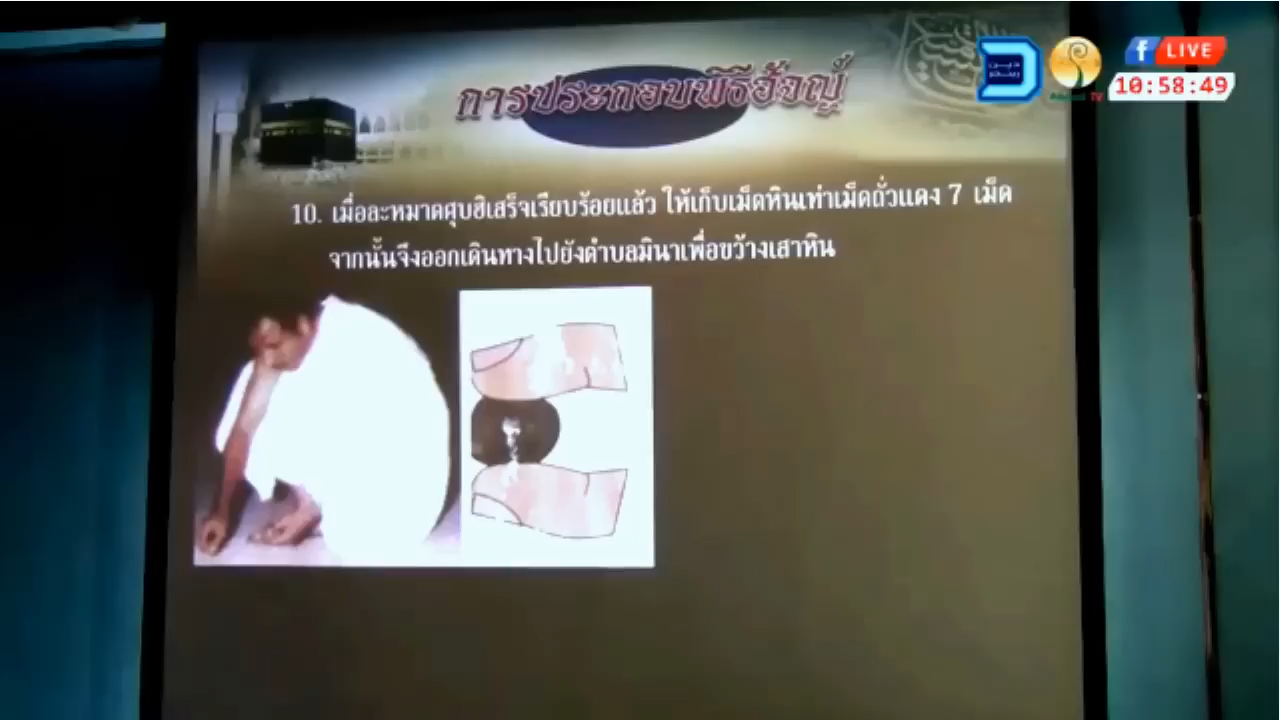 การประกอบพิธีฮัจญ์
f LIVE
10:58:49
TV
10. เมื่อละหมาดศุบฮิเสร็จเรียบร้อยแล้ว ให้เก็บเม็ดหินเท่าเม็ดถั่วแดง 7 เม็ด
จากนั้นจึงออกเดินทางไปยังตำบลมินาเพื่อขว้างเสาหิน